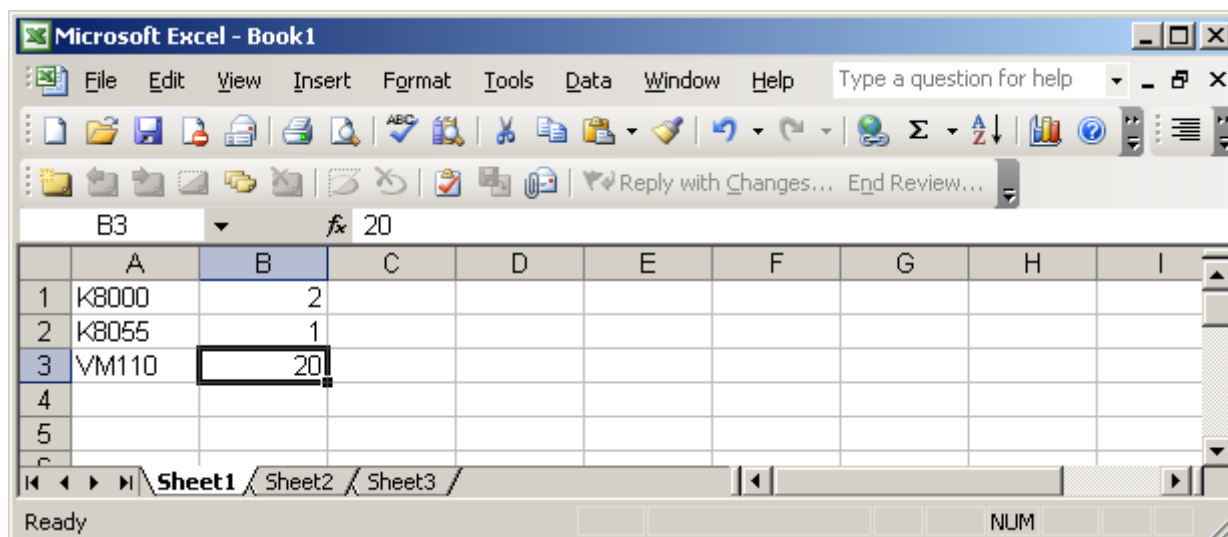 Microsoft Excel - Book1
File Edit View Insert Format Tools Data Window Help Type a question for help
ABC Σ A Z
Reply with Changes... End Review...
B3 fx 20
A B C D E F G H I
1 K8000 2
2 K8055 1
3 VM110 20
4
5
Sheet1 Sheet2 Sheet3
Ready NUM